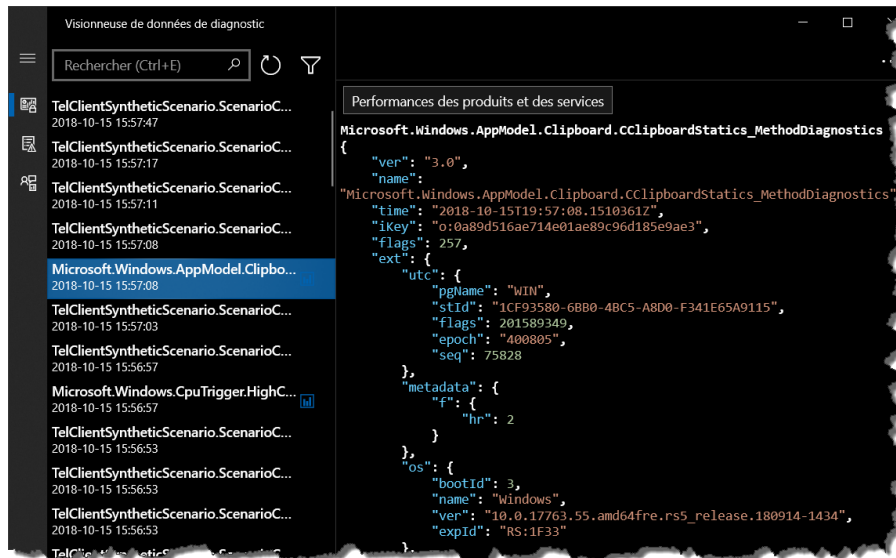 Visionneuse de données de diagnostic
Rechercher (Ctrl+E)
TelClientSyntheticScenario.ScenarioC...
2018-10-15 15:57:47
TelClientSyntheticScenario.ScenarioC...
2018-10-15 15:57:17
TelClientSyntheticScenario.ScenarioC...
2018-10-15 15:57:11
TelClientSyntheticScenario.ScenarioC...
2018-10-15 15:57:08
Microsoft.Windows.AppModel.Clipbo...
2018-10-15 15:57:08
TelClientSyntheticScenario.ScenarioC...
2018-10-15 15:57:03
TelClientSyntheticScenario.ScenarioC...
2018-10-15 15:56:57
Microsoft.Windows.CpuTrigger.HighC...
2018-10-15 15:56:57
TelClientSyntheticScenario.ScenarioC...
2018-10-15 15:56:53
TelClientSyntheticScenario.ScenarioC...
2018-10-15 15:56:53
TelClientSyntheticScenario.ScenarioC...
2018-10-15 15:56:53
Performances des produits et des services
Microsoft.Windows.AppModel.Clipboard.CClipboardStatics_MethodDiagnostics
{
"ver": "3.0",
"name":
"Microsoft.Windows.AppModel.Clipboard.CClipboardStatics_MethodDiagnostics"
"time": "2018-10-15T19:57:08.1510361Z",
"iKey": "o:0a89d516ae714e01ae89c96d185e9ae3",
"flags": 257,
"ext": {
"utc": {
"pgName": "WIN",
"stId": "1CF93580-6BB0-4BC5-A8D0-F341E65A9115",
"flags": 201589349,
"epoch": "400805",
"seq": 75828
},
"metadata": {
"f": {
"hr": 2
}
},
"os": {
"bootId": 3,
"name": "Windows",
"ver": "10.0.17763.55.amd64fre.rs5_release.180914-1434",
"expId": "RS:1F33"
},